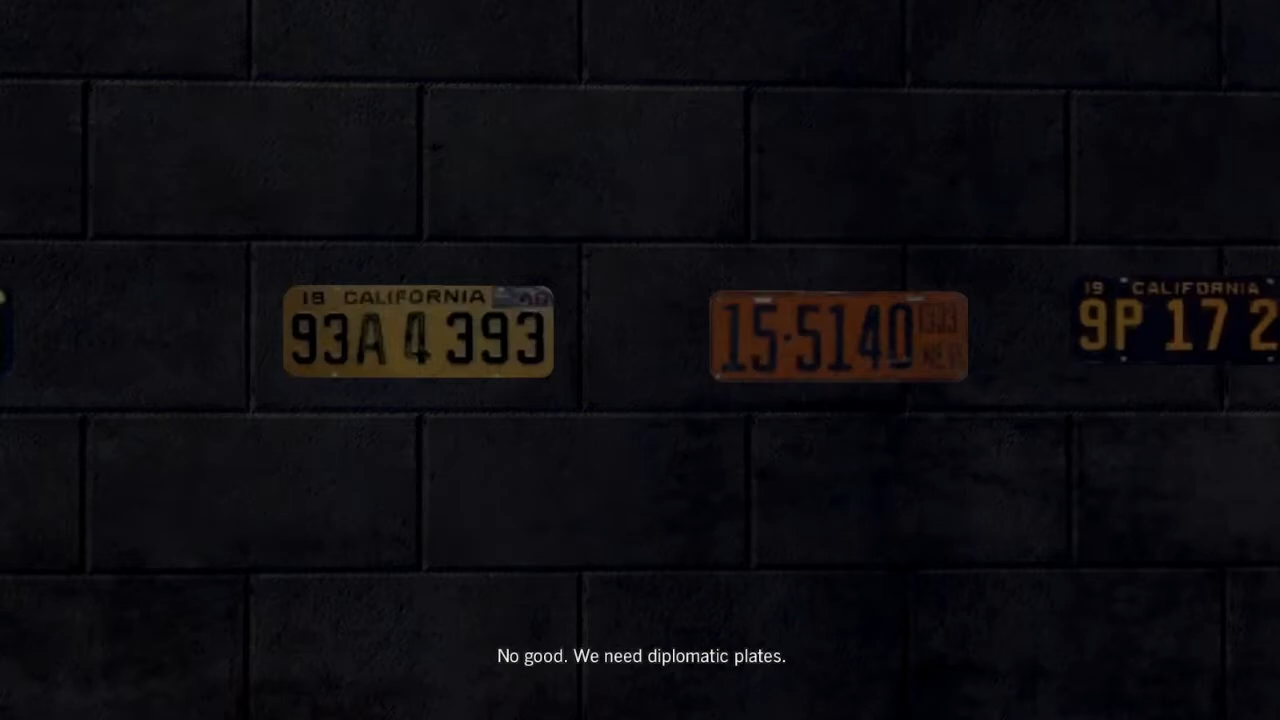 19 CALIFORNIA
93A 4 393
15·5140
19 CALIFORNIA
9P 17 2
No good. We need diplomatic plates.